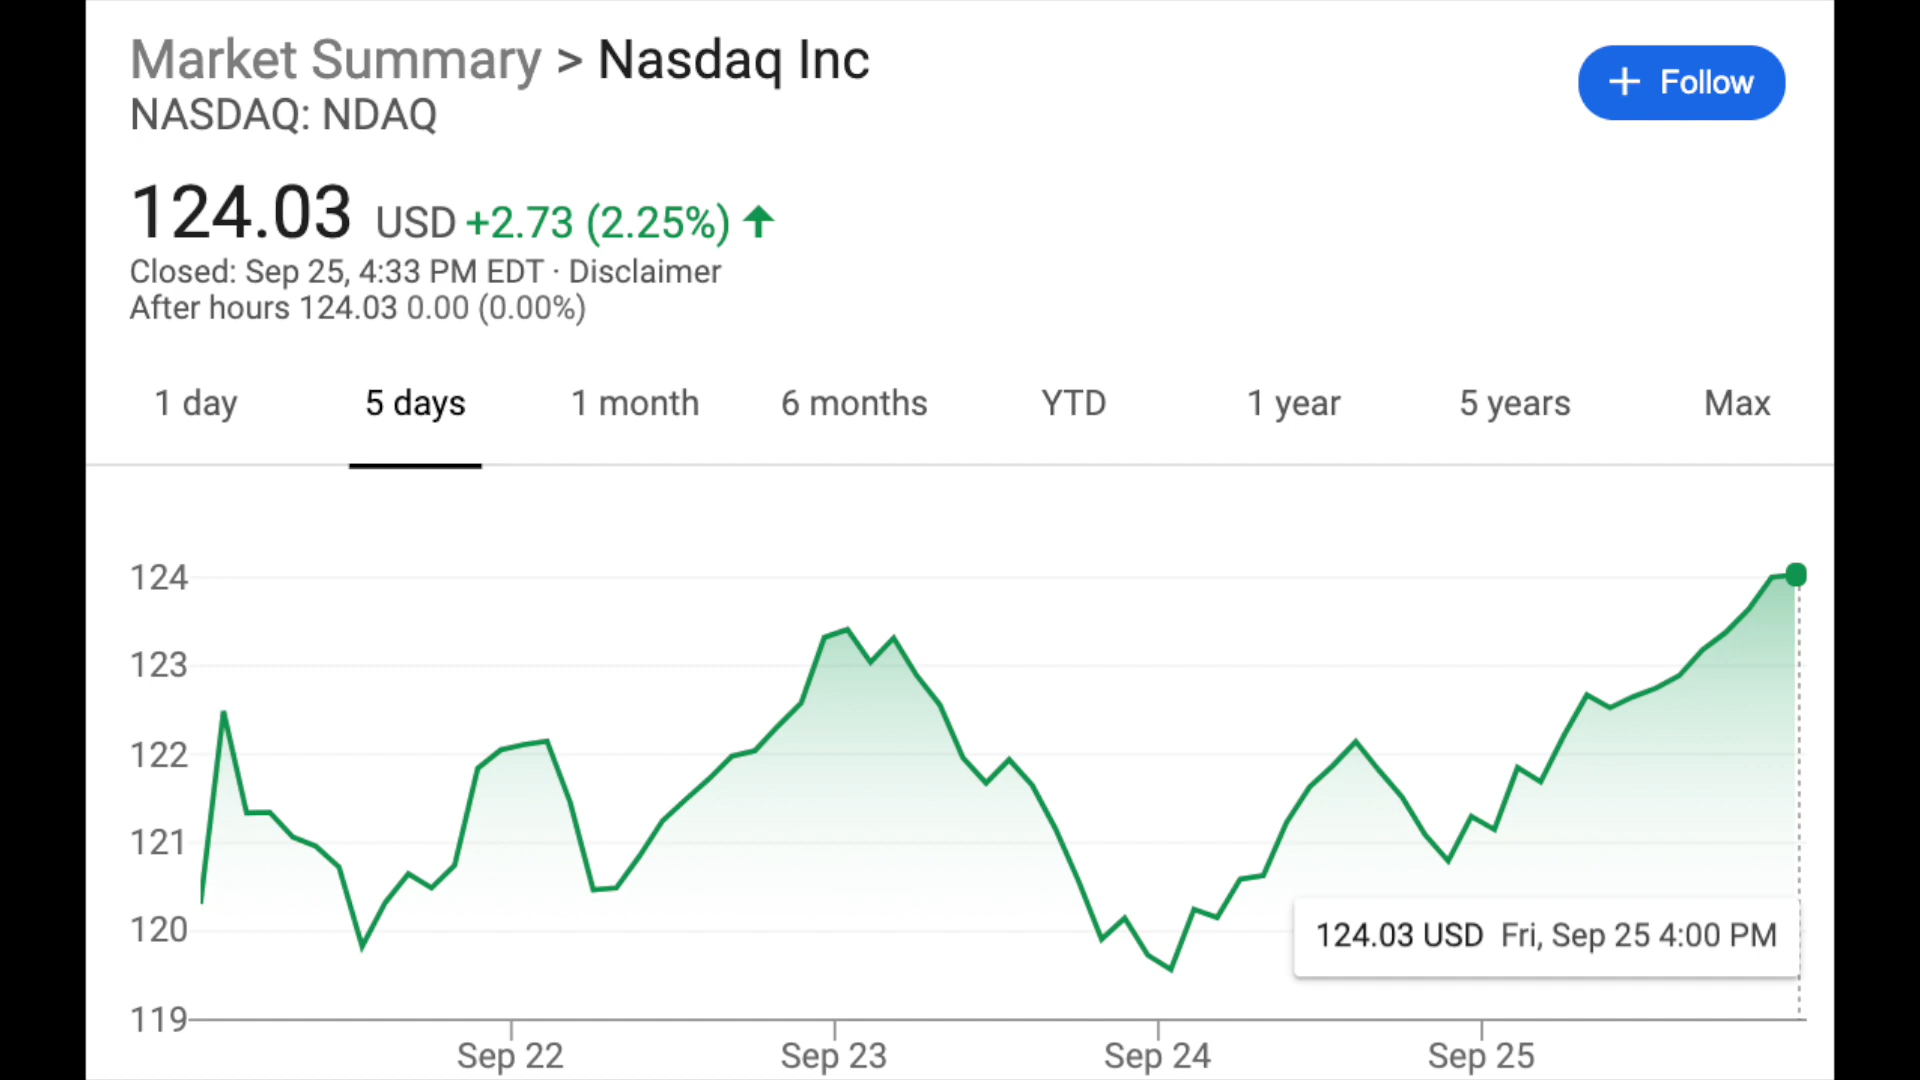 Market Summary > Nasdaq Inc
NASDAQ: NDAQ
+ Follow
124.03 USD +2.73 (2.25%)
Closed: Sep 25, 4:33 PM EDT · Disclaimer
After hours 124.03 0.00 (0.00%)
1 day 5 days 1 month 6 months YTD 1 year 5 years Max
124
123
122
121
120
124.03 USD Fri, Sep 25 4:00 PM
119
Sep 22 Sep 23 Sep 24 Sep 25